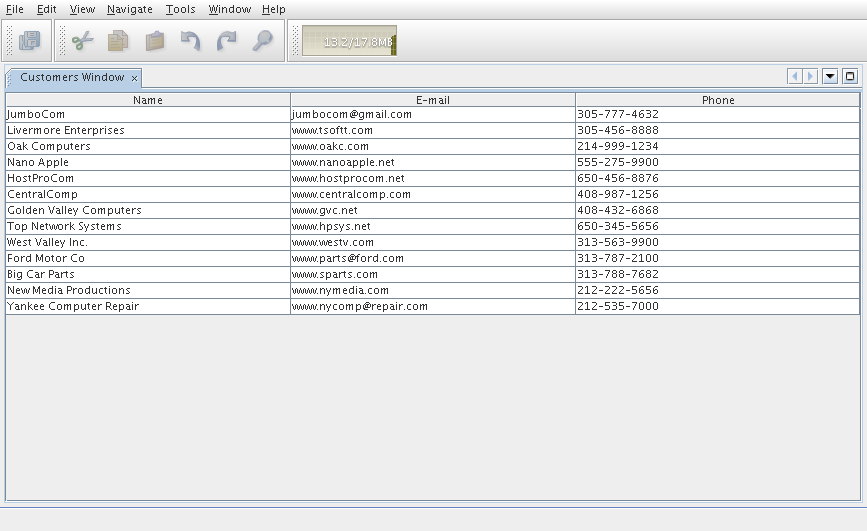 File Edit View Navigate Tools Window Help
13.2/17.8MB
Customers Window x
Name E-mail Phone
JumboCom jumbocom@gmail.com 305-777-4632
Livermore Enterprises www.tsoftt.com 305-456-8888
Oak Computers www.oakc.com 214-999-1234
Nano Apple www.nanoapple.net 555-275-9900
HostProCom www.hostprocom.net 650-456-8876
CentralComp www.centralcomp.com 408-987-1256
Golden Valley Computers www.gvc.net 408-432-6868
Top Network Systems www.hpsys.net 650-345-5656
West Valley Inc. www.westv.com 313-563-9900
Ford Motor Co www.parts@ford.com 313-787-2100
Big Car Parts www.sparts.com 313-788-7682
New Media Productions www.nymedia.com 212-222-5656
Yankee Computer Repair www.nycomp@repair.com 212-535-7000